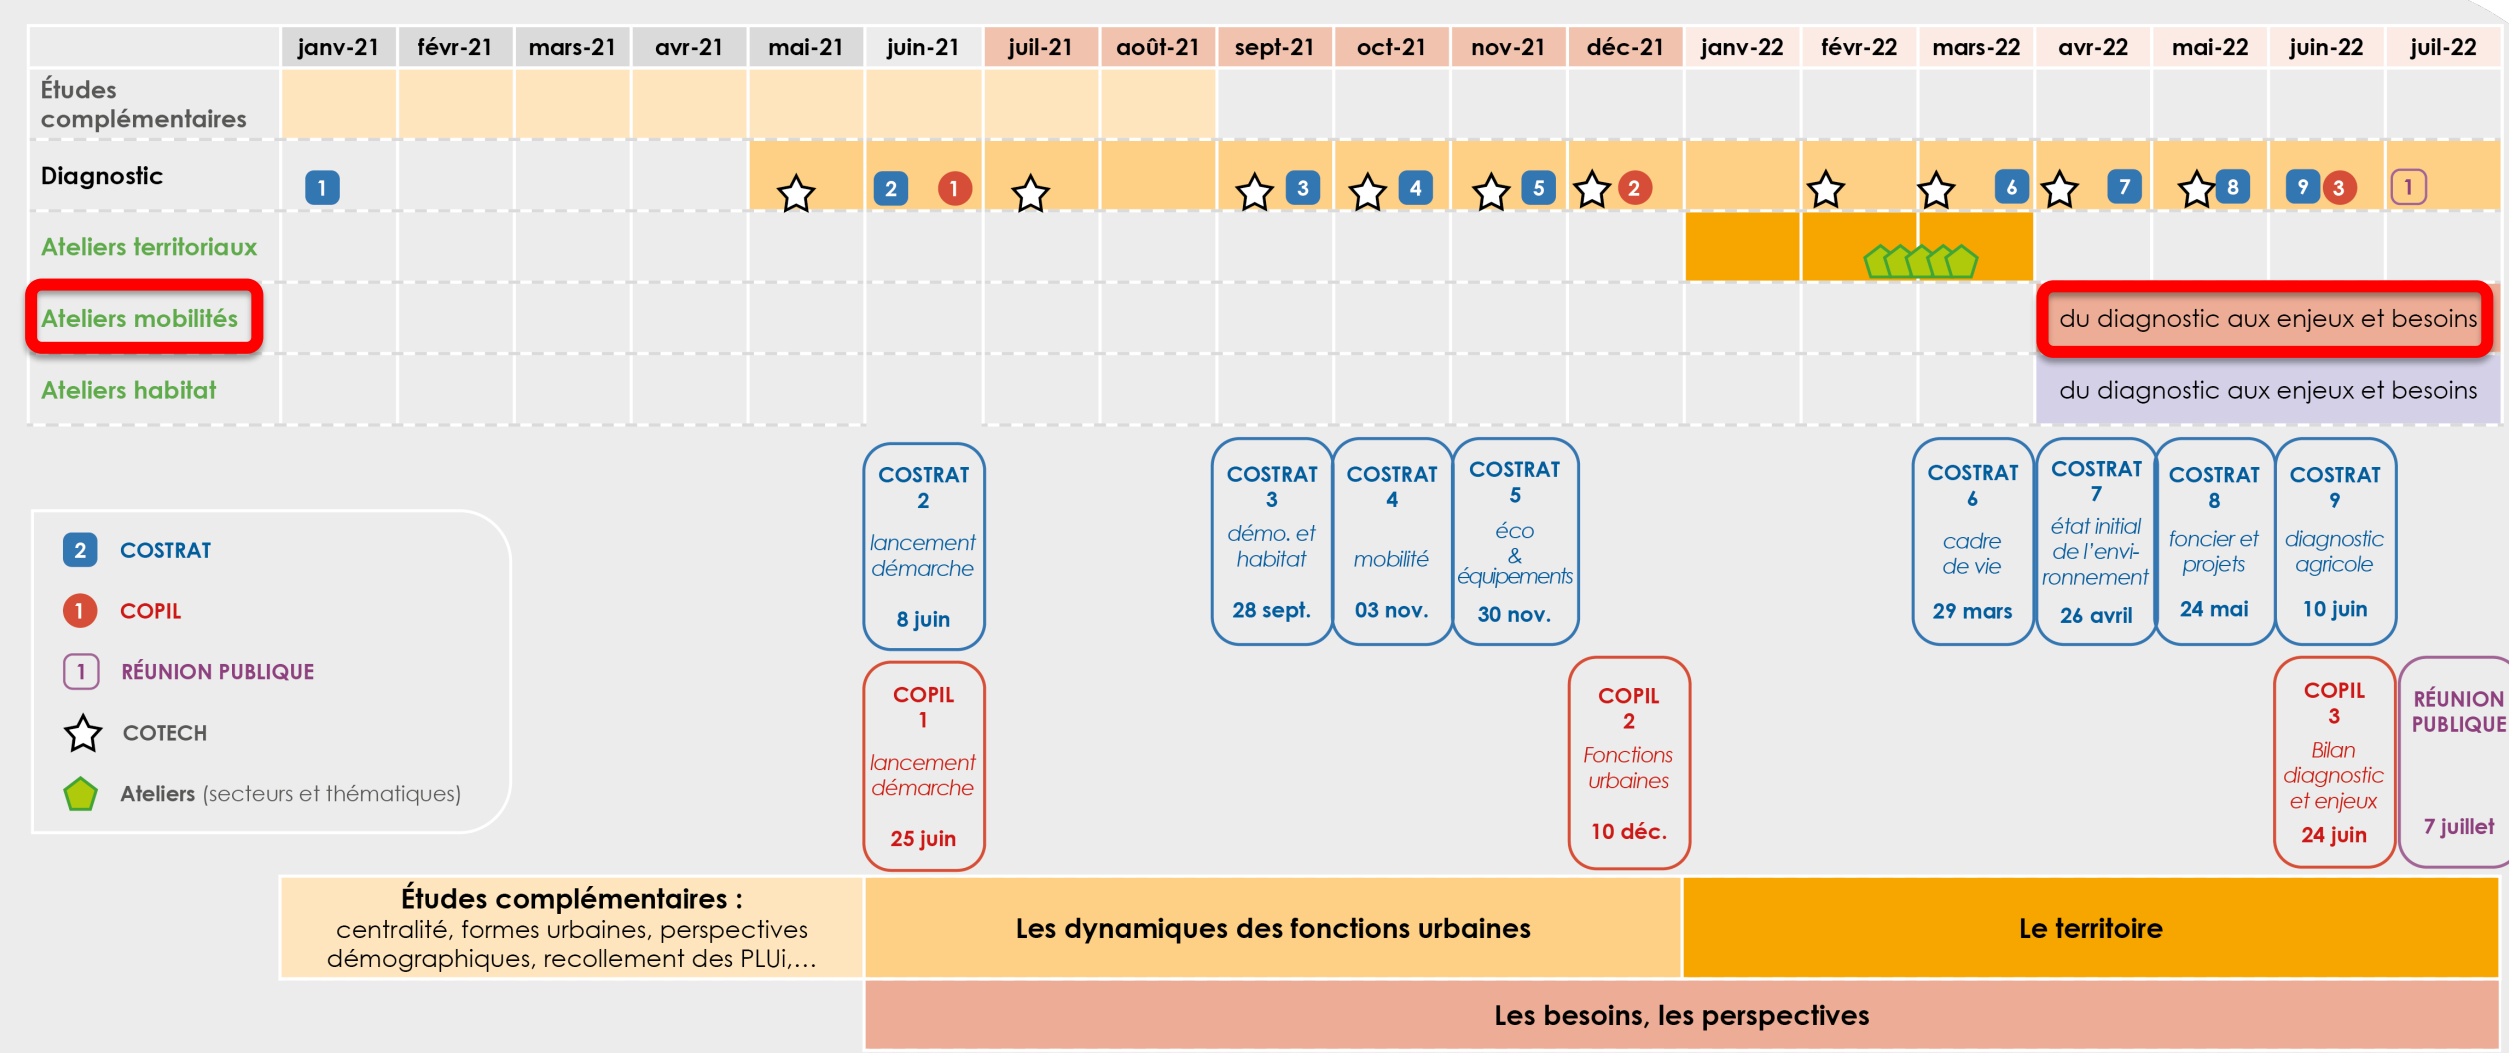 janv-21 févr-21 mars-21 avr-21 mai-21 juin-21 juil-21 août-21 sept-21 oct-21 nov-21 déc-21 janv-22 févr-22 mars-22 avr-22 mai-22 juin-22 juil-22
Études
complémentaires
Diagnostic 1 2 1 3 4 5 2 6 7 8 9 3 1
Ateliers territoriaux
Ateliers mobilités du diagnostic aux enjeux et besoins
Ateliers habitat du diagnostic aux enjeux et besoins
COSTRAT
2
lancement
démarche
8 juin
COSTRAT
3
démo. et
habitat
28 sept.
COSTRAT
4
mobilité
03 nov.
COSTRAT
5
éco
&
équipements
30 nov.
COSTRAT
6
cadre
de vie
29 mars
COSTRAT
7
état initial
de l'envi-
ronnement
26 avril
COSTRAT
8
foncier et
projets
24 mai
COSTRAT
9
diagnostic
agricole
10 juin
2 COSTRAT
1 COPIL
1 RÉUNION PUBLIQUE
COTECH
Ateliers (secteurs et thématiques)
COPIL
1
lancement
démarche
25 juin
COPIL
2
Fonctions
urbaines
10 déc.
COPIL
3
Bilan
diagnostic
et enjeux
24 juin
RÉUNION
PUBLIQUE
7 juillet
Études complémentaires :
centralité, formes urbaines, perspectives
démographiques, recollement des PLUi,...
Les dynamiques des fonctions urbaines
Le territoire
Les besoins, les perspectives